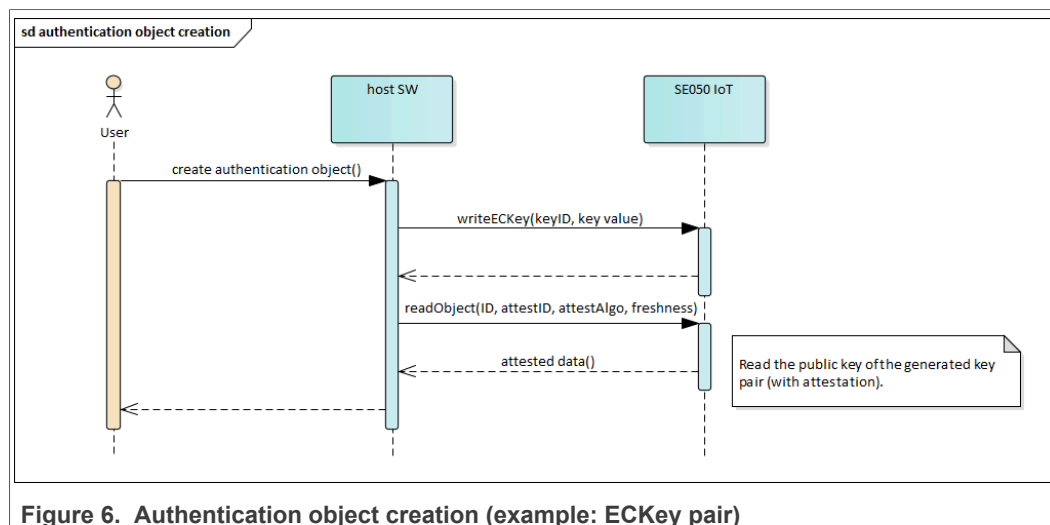 sd authentication object creation
host SW
SE050 IoT
User
create authentication object()
writeECKey(keyID, key value)
readObject(ID, attestID, attestAlgo, freshness)
attested data()
Read the public key of the generated key
pair (with attestation).
Figure 6. Authentication object creation (example: ECKey pair)